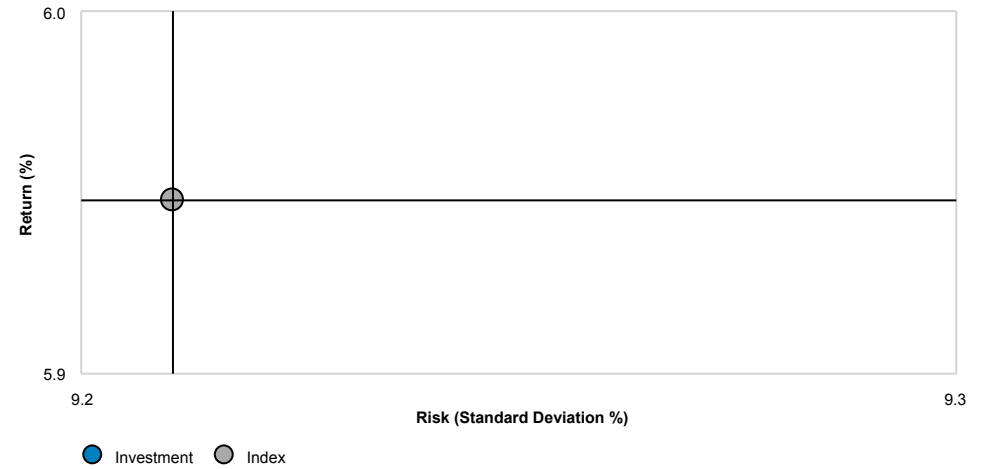 6.0
Return (%)
5.9
9.2
9.3
Risk (Standard Deviation %)
Investment Index